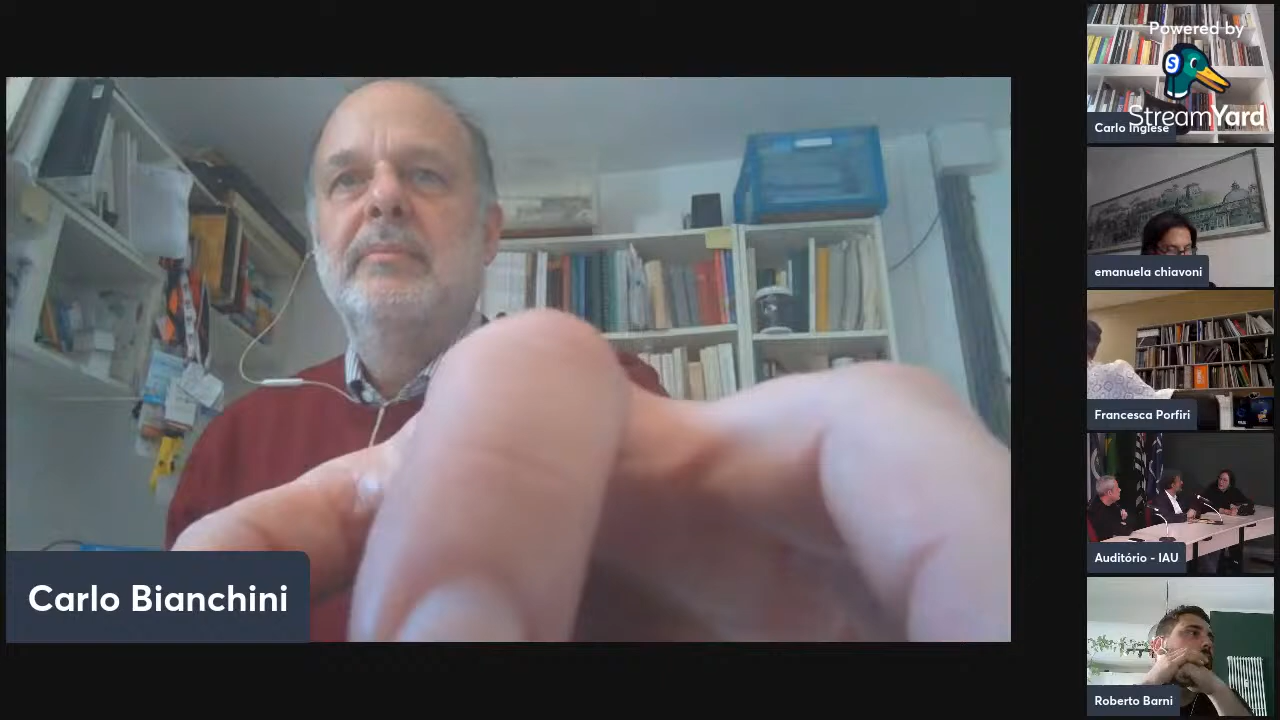 Powered by
S
StreamYard
Carlo Inglese
emanuela chiavoni
Francesca Porfiri
Auditório - IAU
Roberto Barni
Carlo Bianchini